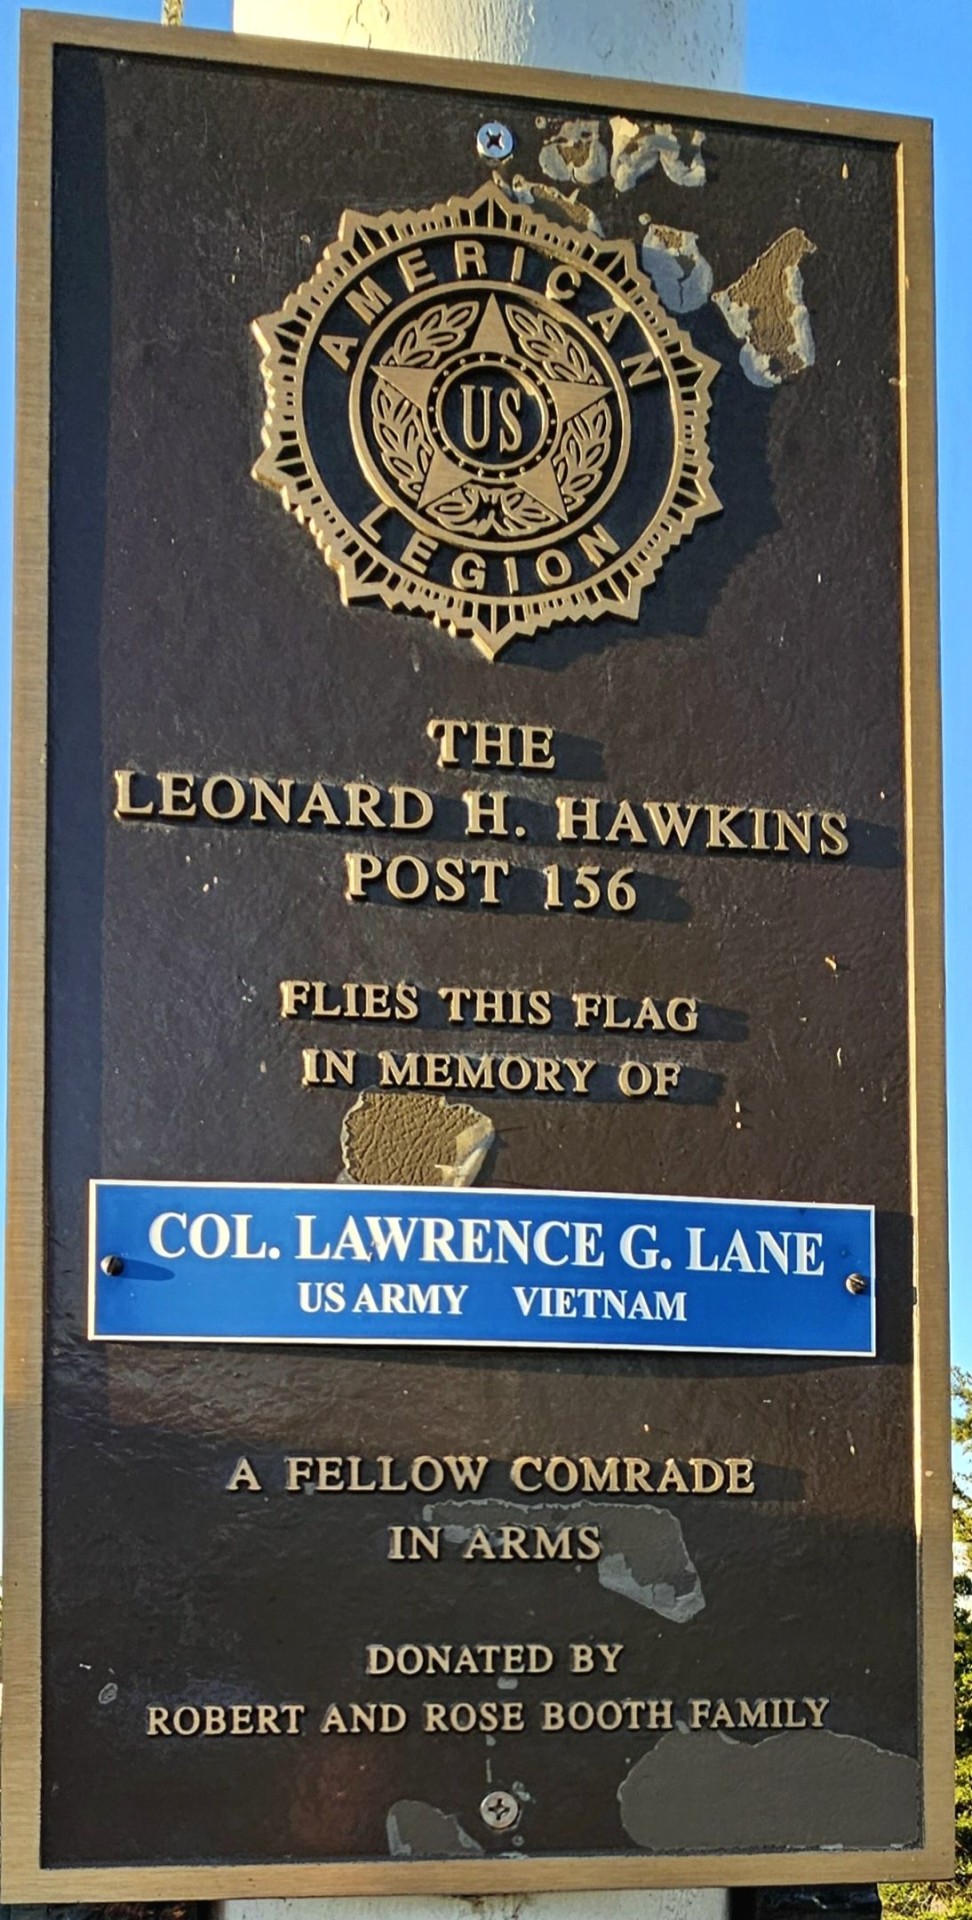 AMERICAN
US
LEGION
THE
LEONARD H. HAWKINS
POST 156
FLIES THIS FLAG
IN MEMORY OF
COL. LAWRENCE G. LANE
US ARMY VIETNAM
A FELLOW COMRADE
IN ARMS
DONATED BY
ROBERT AND ROSE BOOTH FAMILY